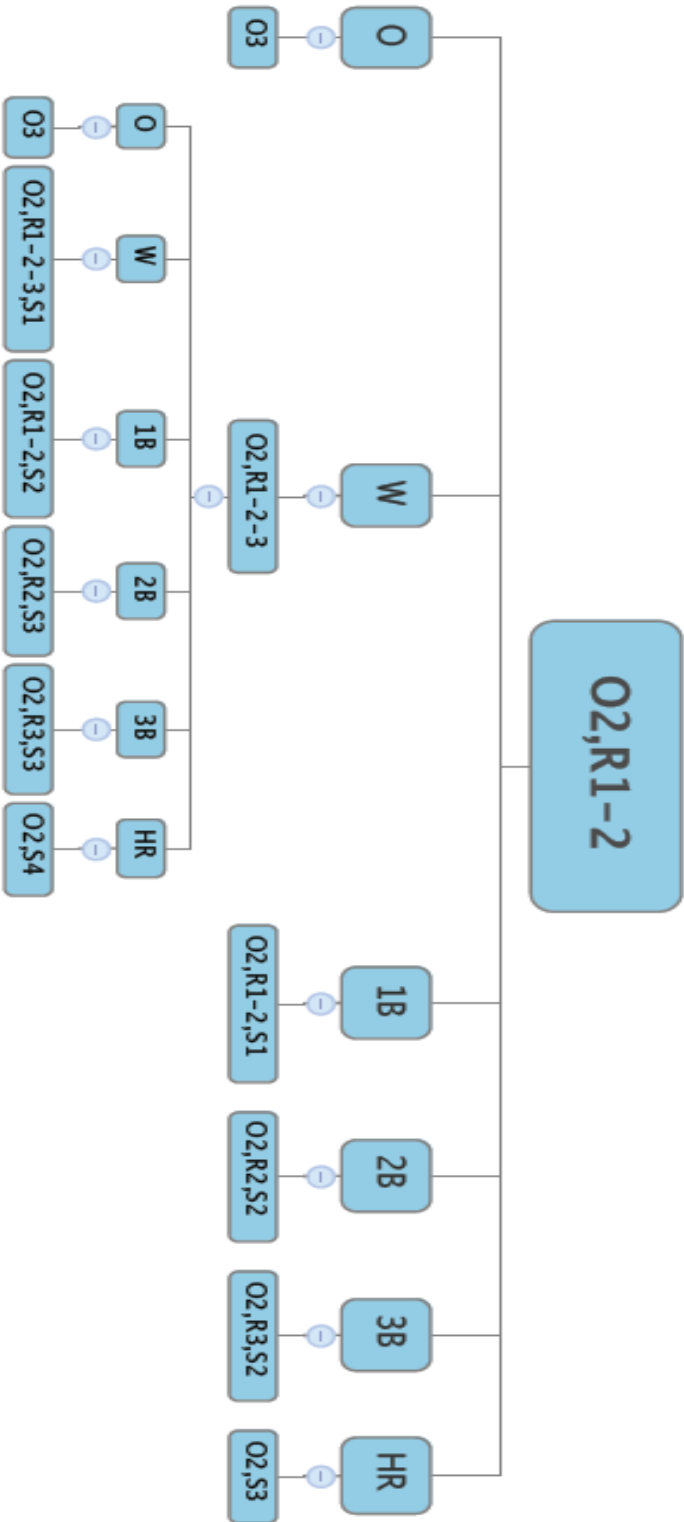 O2,R1-2
O
W
1B
2B
3B
HR
O3
O2,R1-2-3
O2,R1-2,S1
O2,R2,S2
O2,R3,S2
O2,S3
O
W
1B
2B
3B
HR
O3
O2,R1-2-3,S1
O2,R1-2,S2
O2,R2,S3
O2,R3,S3
O2,S4